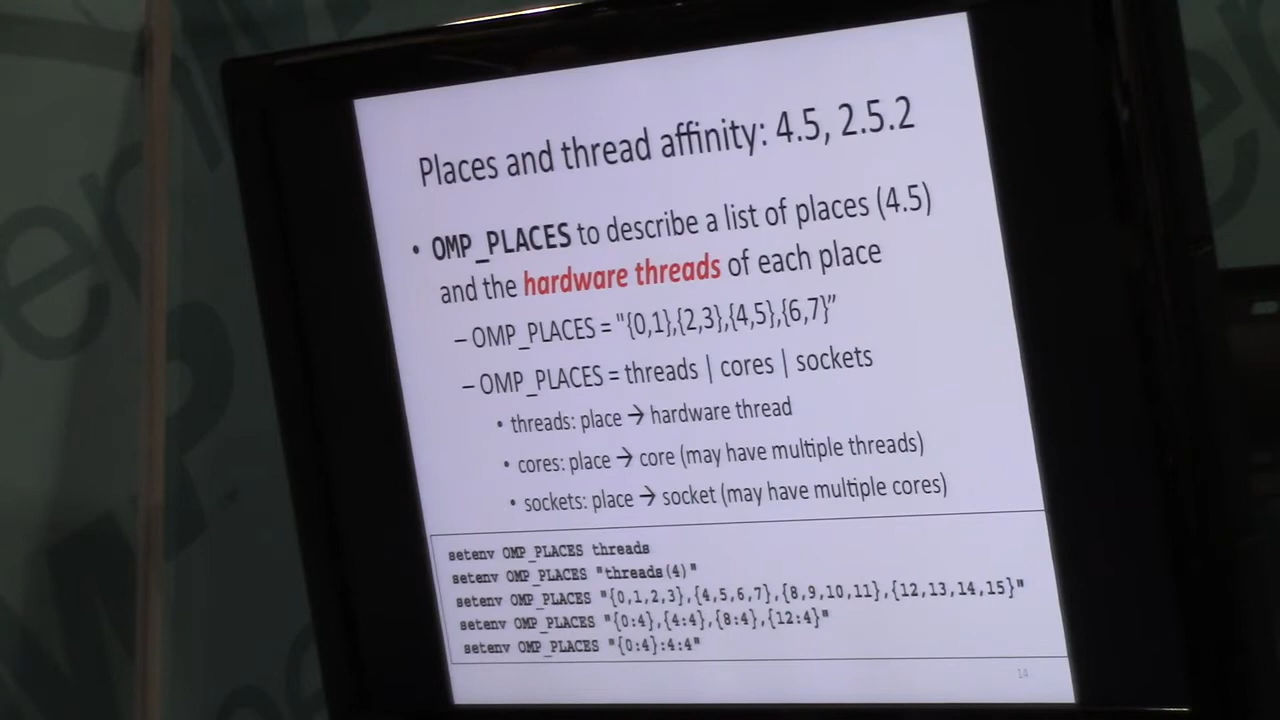 Places and thread affinity: 4.5, 2.5.2
• OMP_PLACES to describe a list of places (4.5)
and the hardware threads of each place
– OMP_PLACES = "{0,1},{2,3},{4,5},{6,7}”
– OMP_PLACES = threads | cores | sockets
• threads: place → hardware thread
• cores: place → core (may have multiple threads)
• sockets: place → socket (may have multiple cores)
setenv OMP_PLACES threads
setenv OMP_PLACES "threads(4)"
setenv OMP_PLACES "{0,1,2,3},{4,5,6,7},{8,9,10,11},{12,13,14,15}"
setenv OMP_PLACES "{0:4},{4:4},{8:4},{12:4}"
setenv OMP_PLACES "{0:4}:4:4"
14